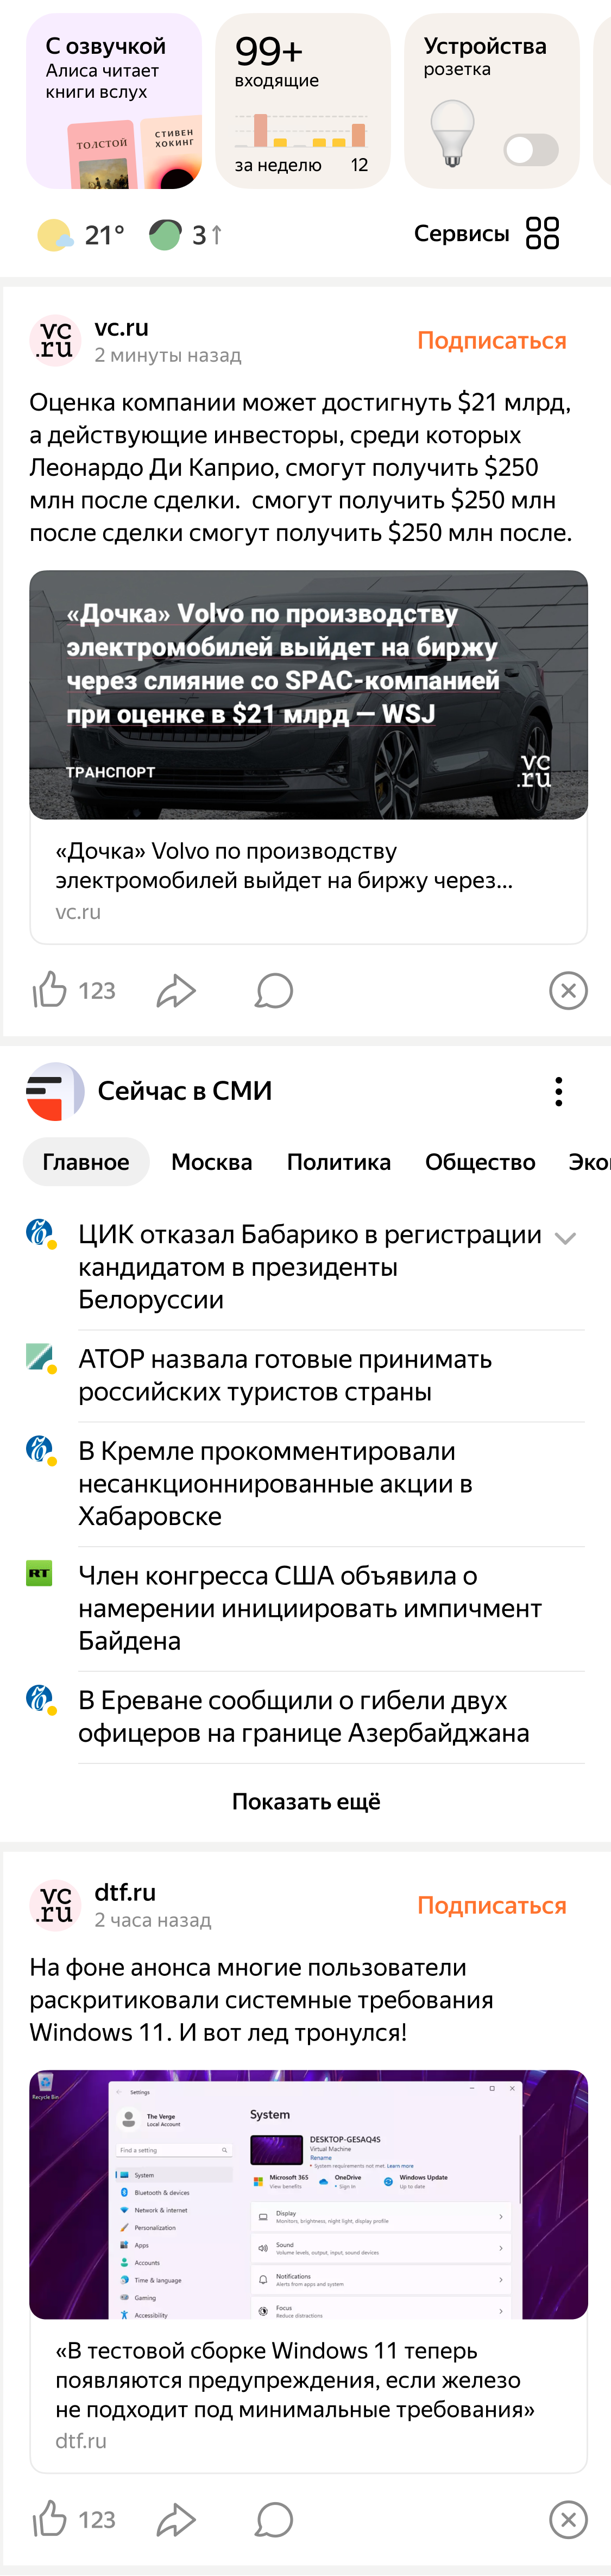 С озвучкой
Алиса читает
книги вслух
ТОЛСТОЙ
СТИВЕН
ХОКИНГ
99+
входящие
за неделю 12
Устройства
розетка
21°
3↑
Сервисы
vc.ru
vc.ru
2 минуты назад
Подписаться
Оценка компании может достигнуть $21 млрд,
а действующие инвесторы, среди которых
Леонардо Ди Каприо, смогут получить $250
млн после сделки.  смогут получить $250 млн
после сделки смогут получить $250 млн после.
«Дочка» Volvo по производству
электромобилей выйдет на биржу
через слияние со SPAC-компанией
при оценке в $21 млрд — WSJ
ТРАНСПОРТ
vc.ru
«Дочка» Volvo по производству
электромобилей выйдет на биржу через...
vc.ru
123
Сейчас в СМИ
Главное Москва Политика Общество Эко
ЦИК отказал Бабарико в регистрации
кандидатом в президенты
Белоруссии
АТОР назвала готовые принимать
российских туристов страны
В Кремле прокомментировали
несанкционнированные акции в
Хабаровске
RT
Член конгресса США объявила о
намерении инициировать импичмент
Байдена
В Ереване сообщили о гибели двух
офицеров на границе Азербайджана
Показать ещё
vc.ru
dtf.ru
2 часа назад
Подписаться
На фоне анонса многие пользователи
раскритиковали системные требования
Windows 11. И вот лед тронулся!
Recycle Bin
Settings
The Verge
Local Account
Find a setting
System
Bluetooth & devices
Network & internet
Personalization
Apps
Accounts
Time & language
Gaming
Accessibility
System
DESKTOP-GESAQ4S
Virtual Machine
Rename
• System requirements not met. Learn more
Microsoft 365
View benefits
OneDrive
• Sign in
Windows Update
Up to date
Display
Monitors, brightness, night light, display profile
Sound
Volume levels, output, input, sound devices
Notifications
Alerts from apps and system
Focus
Reduce distractions
«В тестовой сборке Windows 11 теперь
появляются предупреждения, если железо
не подходит под минимальные требования»
dtf.ru
123